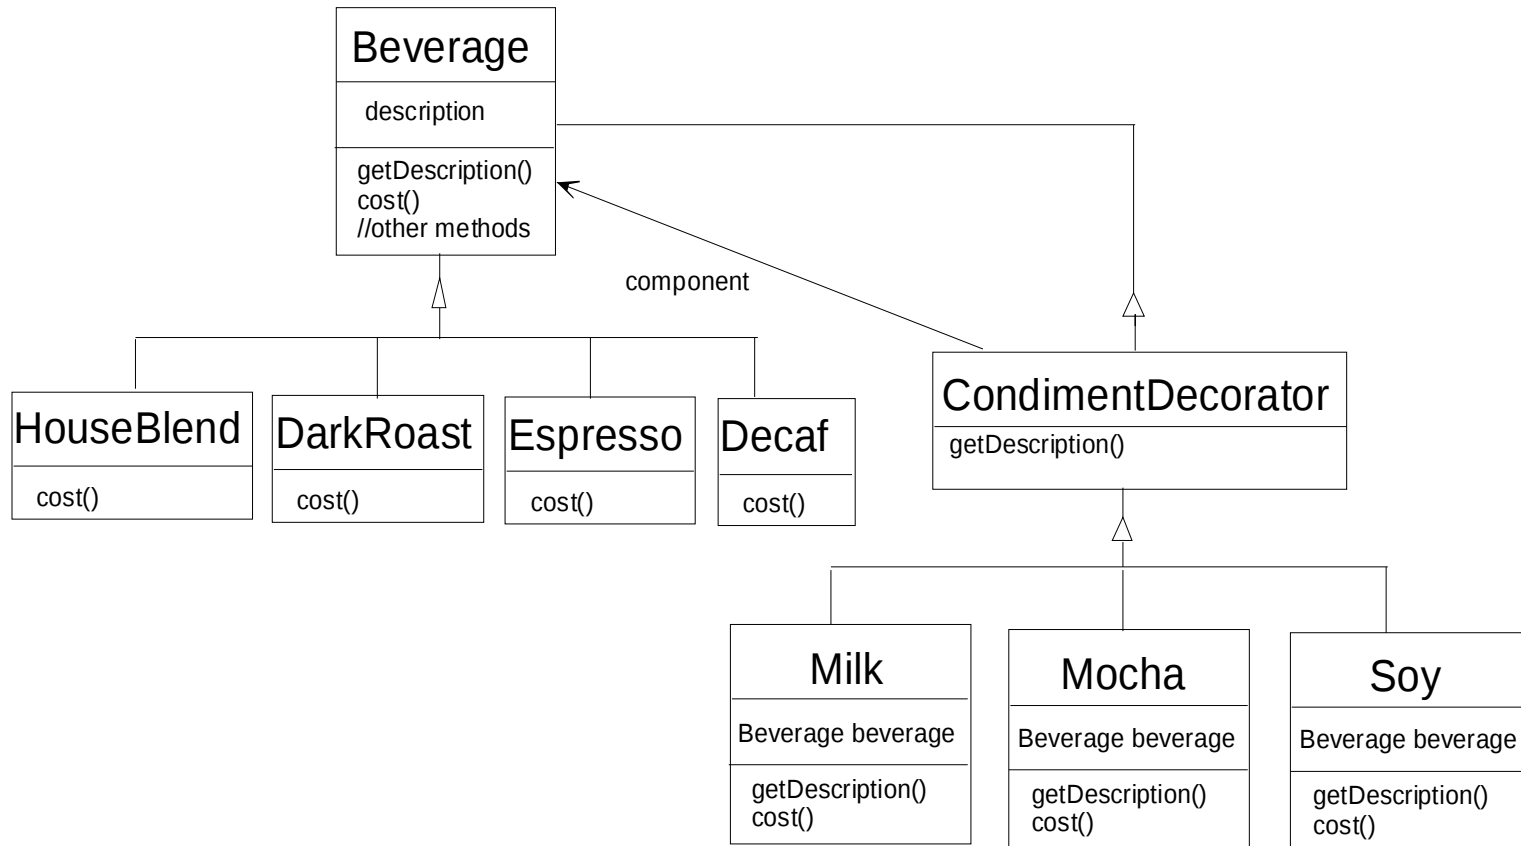 Beverage
description
getDescription()
cost()
//other methods
component
HouseBlend
cost()
DarkRoast
cost()
Espresso
cost()
Decaf
cost()
CondimentDecorator
getDescription()
Milk
Beverage beverage
getDescription()
cost()
Mocha
Beverage beverage
getDescription()
cost()
Soy
Beverage beverage
getDescription()
cost()